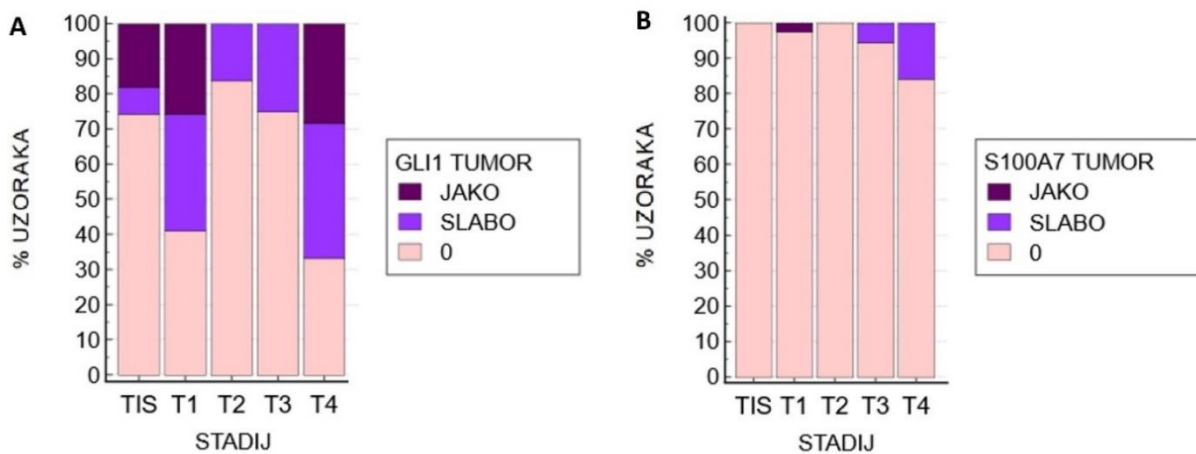 A
% UZORAKA
100
90
80
70
60
50
40
30
20
10
0
TIS T1 T2 T3 T4
STADIJ
GLI1 TUMOR
JAKO
SLABO
0
B
% UZORAKA
100
90
80
70
60
50
40
30
20
10
0
TIS T1 T2 T3 T4
STADIJ
S100A7 TUMOR
JAKO
SLABO
0